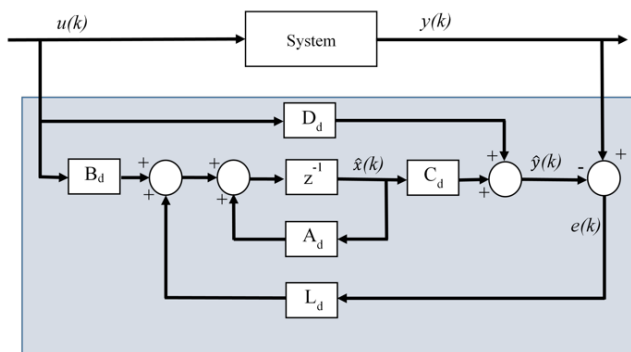 u(k)
System
y(k)
D_d
B_d
+
+
+
+
z^-1
x̂(k)
C_d
+
+
ŷ(k)
-
+
A_d
e(k)
L_d